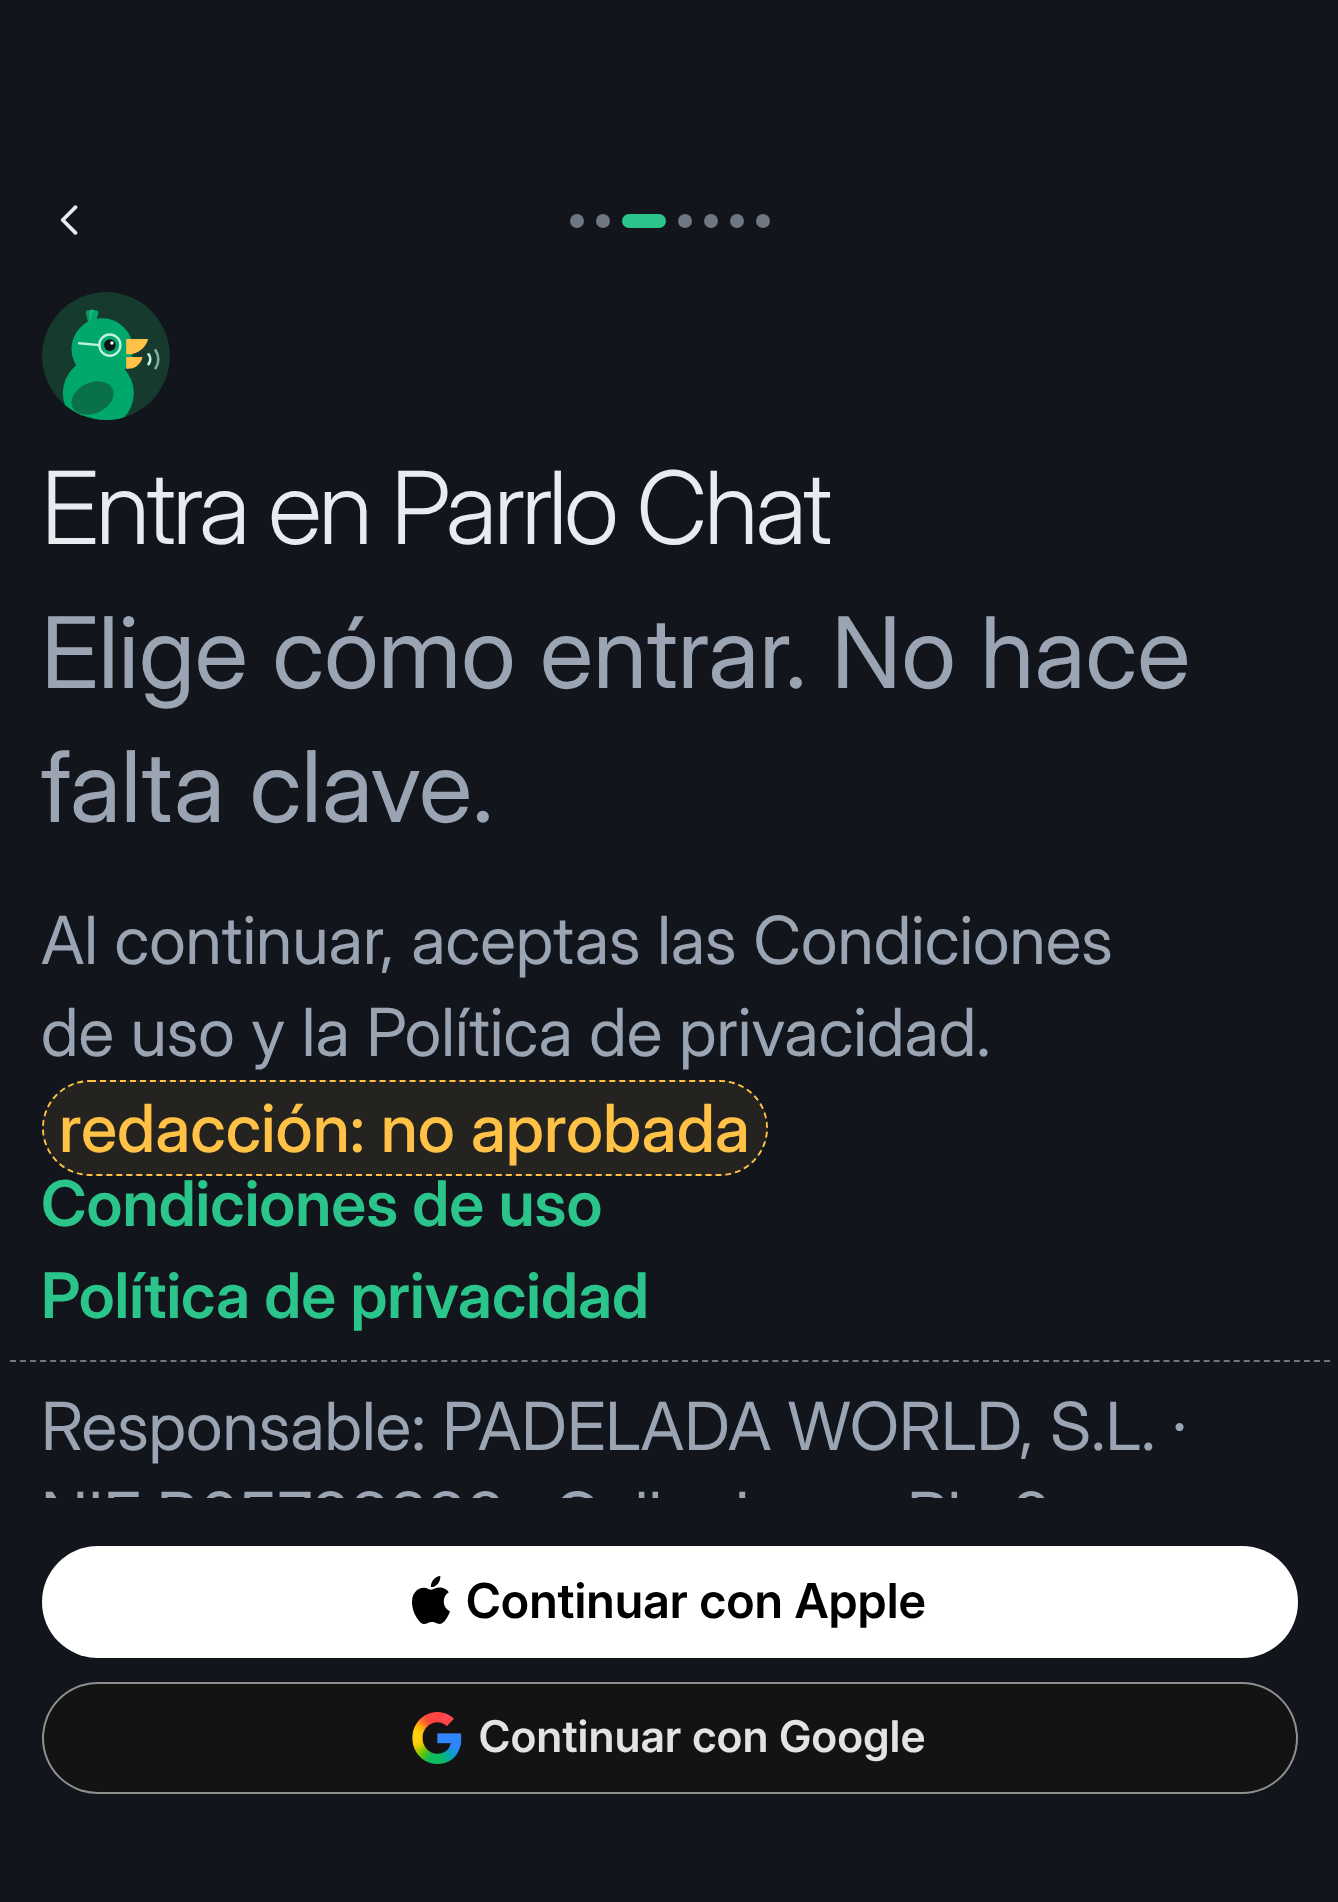 Entra en Parrlo Chat
Elige cómo entrar. No hace
falta clave.
Al continuar, aceptas las Condiciones
de uso y la Política de privacidad.
redacción: no aprobada
Condiciones de uso
Política de privacidad
Responsable: PADELADA WORLD, S.L. ·
Continuar con Apple
Continuar con Google